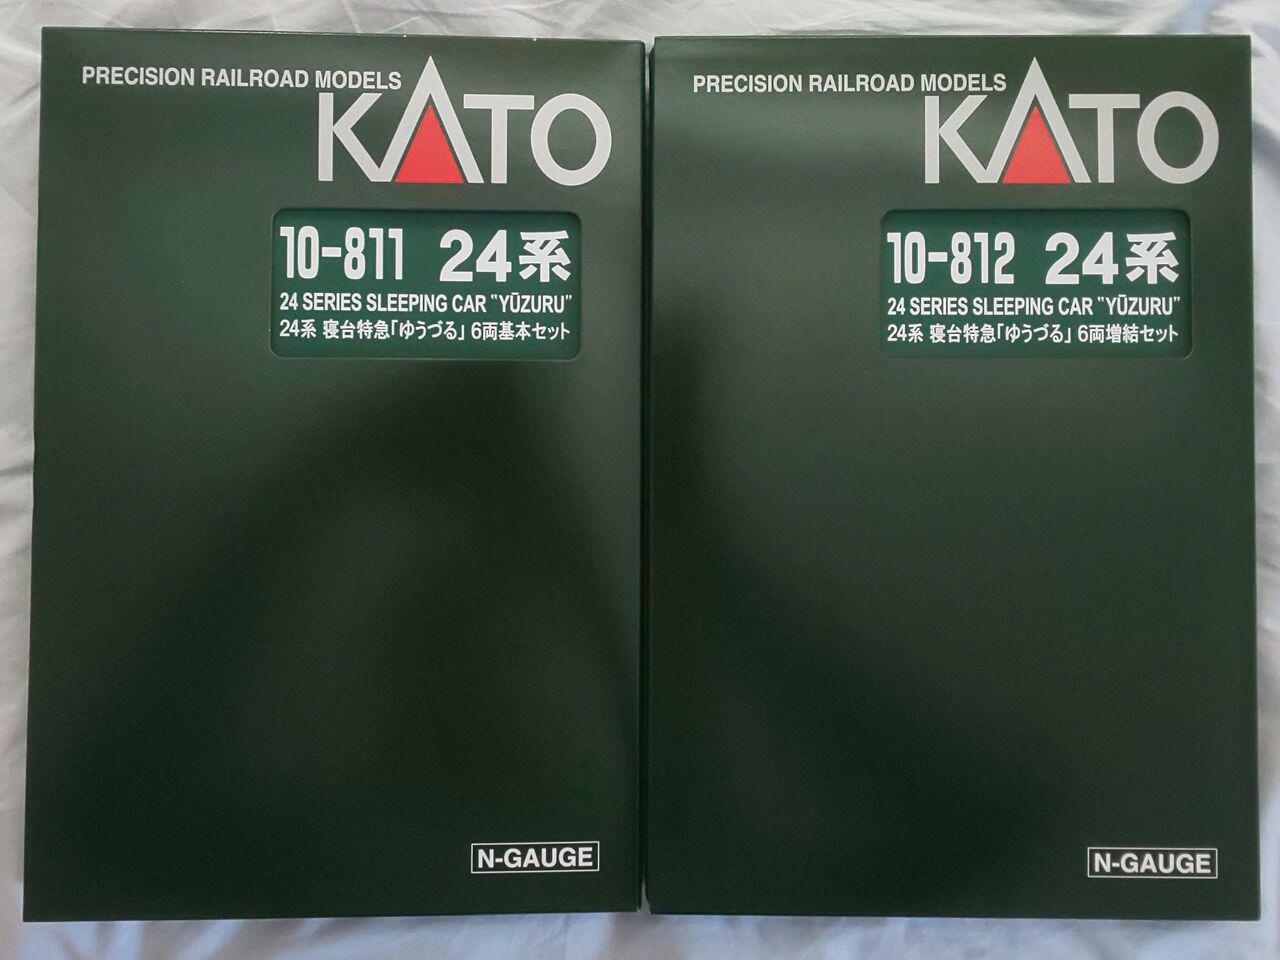 PRECISION RAILROAD MODELS
KATO
10-811 24系
24 SERIES SLEEPING CAR "YŪZURU"
24系 寝台特急「ゆうづる」 6両基本セット
N-GAUGE
PRECISION RAILROAD MODELS
KATO
10-812 24系
24 SERIES SLEEPING CAR "YŪZURU"
24系 寝台特急「ゆうづる」 6両増結セット
N-GAUGE